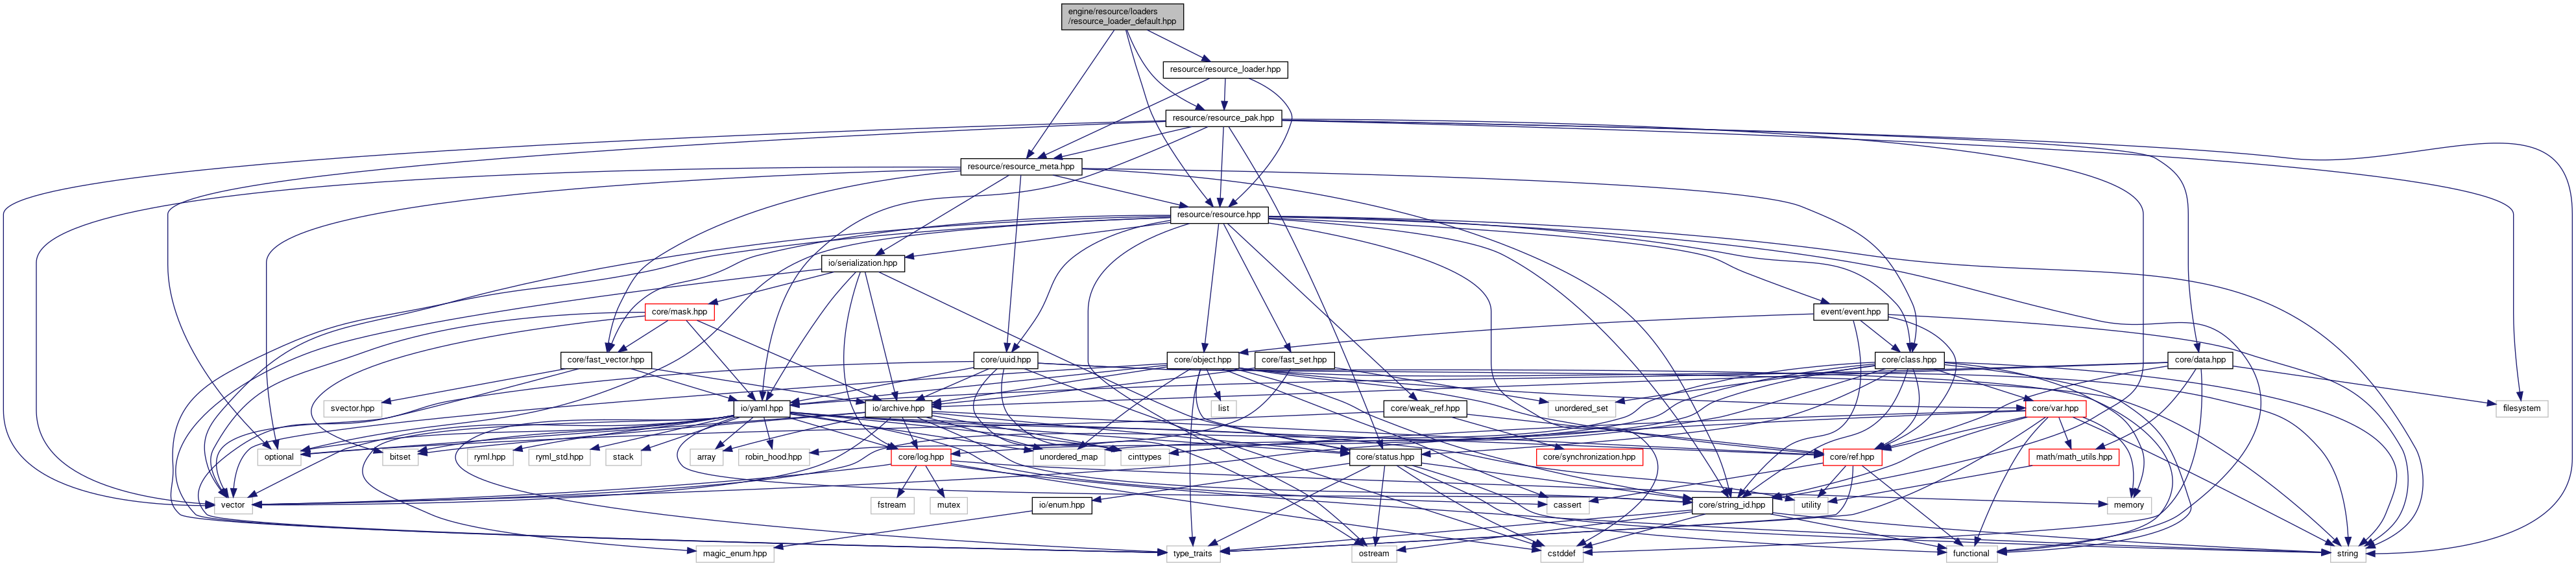 engine/resource/loaders
/resource_loader_default.hpp
resource/resource_loader.hpp
resource/resource_pak.hpp
resource/resource_meta.hpp
resource/resource.hpp
io/serialization.hpp
core/mask.hpp
event/event.hpp
core/fast_vector.hpp
core/uuid.hpp
core/object.hpp
core/fast_set.hpp
core/class.hpp
core/data.hpp
svector.hpp
io/yaml.hpp
io/archive.hpp
list
core/weak_ref.hpp
unordered_set
core/var.hpp
filesystem
optional
bitset
ryml.hpp
ryml_std.hpp
stack
array
robin_hood.hpp
core/log.hpp
unordered_map
cinttypes
core/status.hpp
core/synchronization.hpp
core/ref.hpp
math/math_utils.hpp
vector
fstream
mutex
io/enum.hpp
cassert
core/string_id.hpp
utility
memory
magic_enum.hpp
type_traits
ostream
cstddef
functional
string